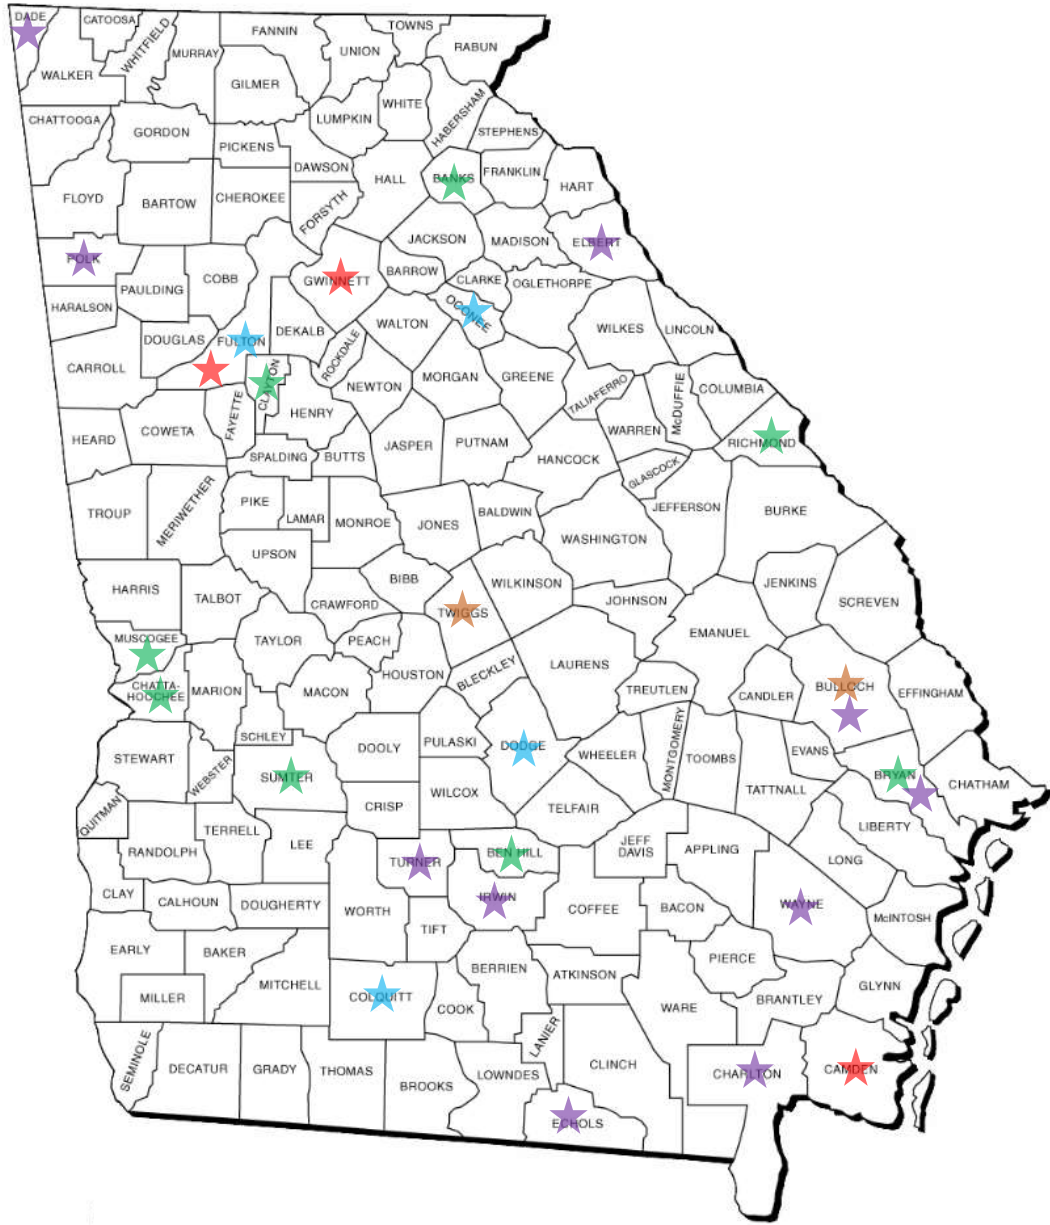 DADE
CATOOSA
WHITFIELD
MURRAY
FANNIN
UNION
TOWNS
RABUN
WALKER
GILMER
WHITE
HABERSHAM
LUMPKIN
STEPHENS
CHATTOOGA
GORDON
PICKENS
DAWSON
HALL
BANKS
FRANKLIN
HART
FLOYD
BARTOW
CHEROKEE
FORSYTH
JACKSON
MADISON
ELBERT
POLK
PAULDING
COBB
GWINNETT
BARROW
CLARKE
OGLETHORPE
HARALSON
OCONEE
DOUGLAS
FULTON
DEKALB
ROCKDALE
WALTON
WILKES
LINCOLN
CARROLL
CLAYTON
NEWTON
MORGAN
GREENE
TALIAFERRO
McDUFFIE
COLUMBIA
HEARD
COWETA
FAYETTE
HENRY
JASPER
PUTNAM
WARREN
RICHMOND
SPALDING
BUTTS
HANCOCK
GLASCOCK
TROUP
MERIWETHER
PIKE
LAMAR
MONROE
JONES
BALDWIN
JEFFERSON
BURKE
UPSON
WASHINGTON
HARRIS
TALBOT
CRAWFORD
BIBB
TWIGGS
WILKINSON
JOHNSON
JENKINS
SCREVEN
MUSCOGEE
TAYLOR
PEACH
EMANUEL
CHATTA-
HOOCHEE
MARION
MACON
HOUSTON
BLECKLEY
LAURENS
TREUTLEN
CANDLER
BULLOCH
EFFINGHAM
STEWART
WEBSTER
SCHLEY
DOOLY
PULASKI
DODGE
WHEELER
MONTGOMERY
TOOMBS
EVANS
BRYAN
CHATHAM
QUITMAN
SUMTER
CRISP
WILCOX
TELFAIR
TATTNALL
LIBERTY
RANDOLPH
TERRELL
LEE
TURNER
BEN HILL
JEFF
DAVIS
APPLING
LONG
CLAY
CALHOUN
DOUGHERTY
WORTH
IRWIN
COFFEE
BACON
WAYNE
McINTOSH
TIFT
EARLY
BAKER
MITCHELL
BERRIEN
ATKINSON
PIERCE
MILLER
COLQUITT
COOK
WARE
BRANTLEY
GLYNN
SEMINOLE
DECATUR
GRADY
THOMAS
BROOKS
LOWNDES
LANIER
CLINCH
CHARLTON
CAMDEN
ECHOLS